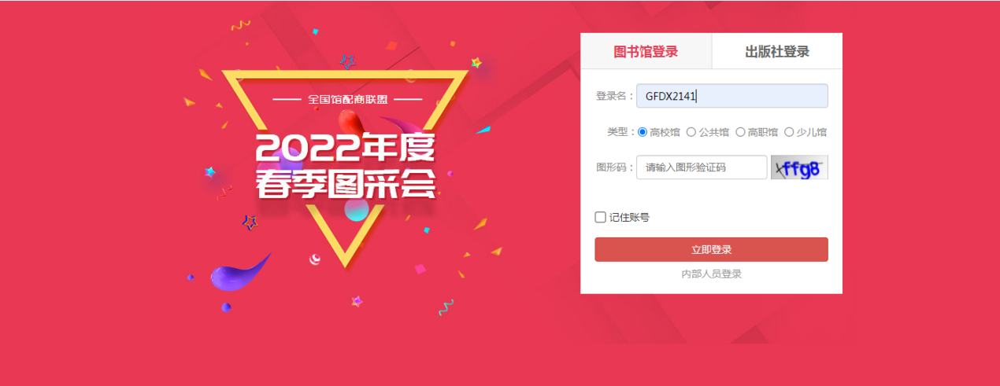 全国馆配商联盟
2022年度
春季图采会
图书馆登录 出版社登录
登录名： GFDX2141
类型： 高校馆 公共馆 高职馆 少儿馆
图形码： 请输入图形验证码 xffg8
记住账号
立即登录
内部人员登录